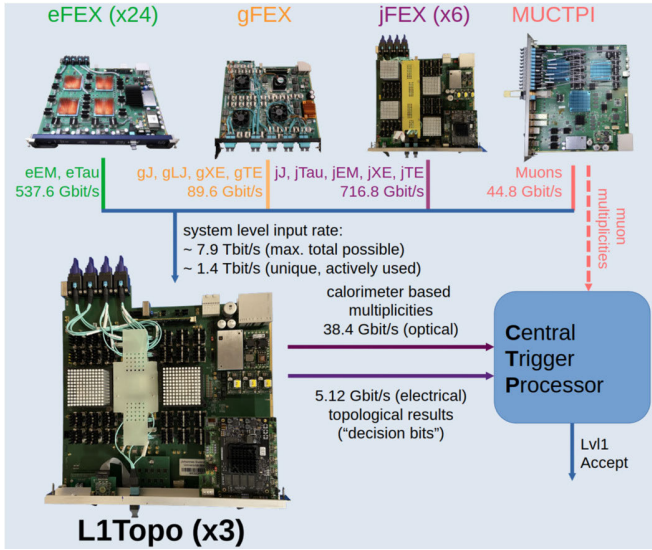 eFEX (x24)
gFEX
jFEX (x6)
MUCTPI
eEM, eTau
537.6 Gbit/s
gJ, gLJ, gXE, gTE
89.6 Gbit/s
jJ, jTau, jEM, jXE, jTE
716.8 Gbit/s
Muons
44.8 Gbit/s
muon
multiplicities
system level input rate:
~ 7.9 Tbit/s (max. total possible)
~ 1.4 Tbit/s (unique, actively used)
calorimeter based
multiplicities
38.4 Gbit/s (optical)
5.12 Gbit/s (electrical)
topological results
(“decision bits”)
Central
Trigger
Processor
Lvl1
Accept
L1Topo (x3)